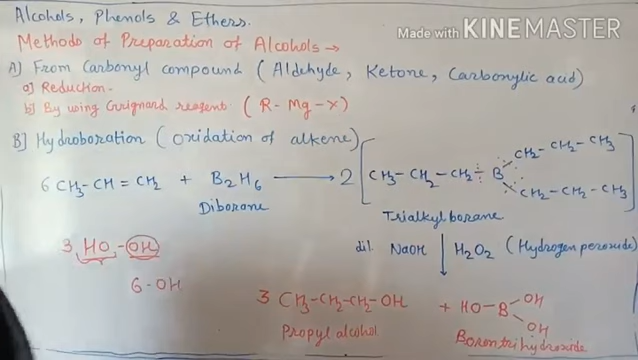 Alcohols, Phenols & Ethers.
Made with KINEMASTER
Methods of Preparation of Alcohols →
A) From Carbonyl compound (Aldehyde, Ketone, Carboxylic acid)
a) Reduction.
b) By using Grignard reagent (R-Mg-X)
B) Hydroboration (Oxidation of alkene)
6 CH3-CH=CH2 + B2H6 → 2 [CH3-CH2-CH2-B
CH2-CH2-CH3
CH2-CH2-CH3]
Diborane
Trialkyl borane
3 HO-OH
dil. NaOH H2O2 (Hydrogen peroxide)
6-OH
3 CH3-CH2-CH2-OH + HO-B
OH
OH
Propyl alcohol
Borontrihydroxide